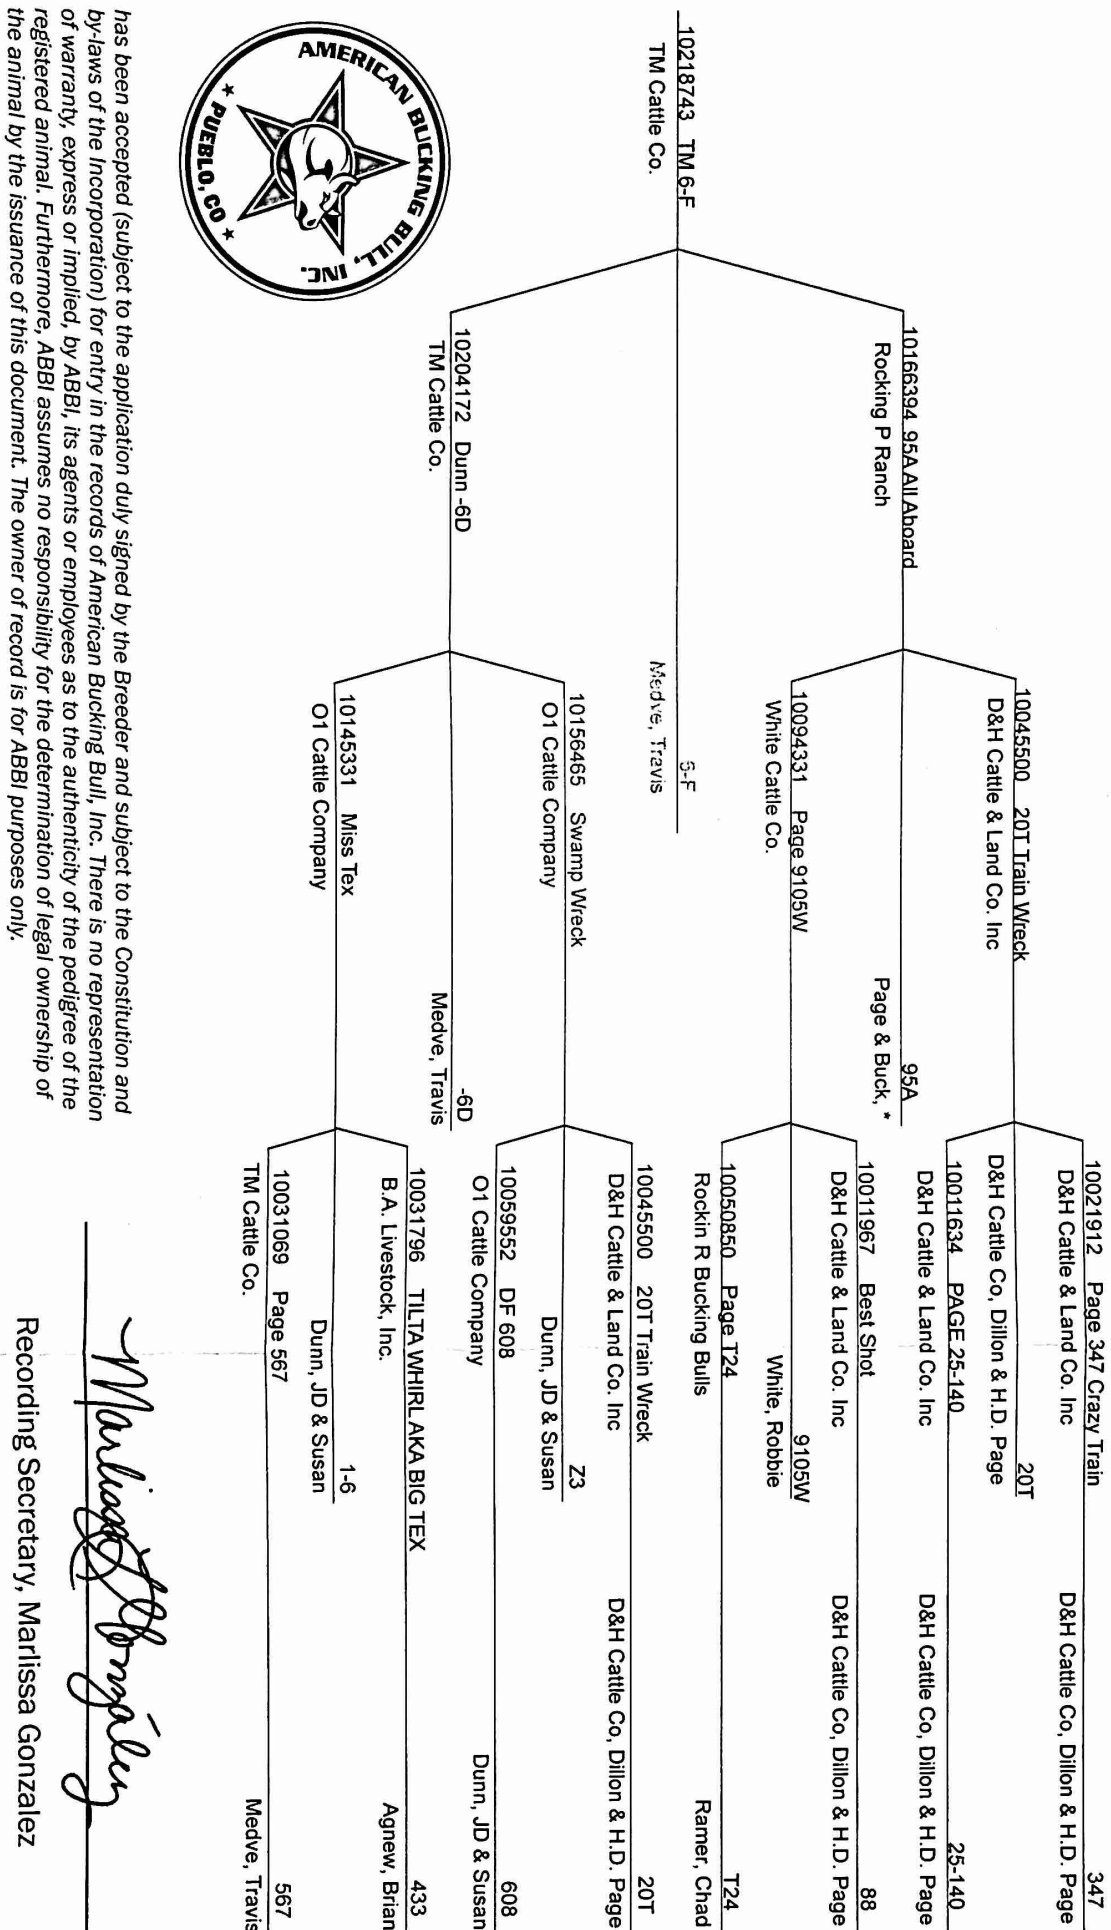 10021912 Page 347 Crazy Train 347
D&H Cattle & Land Co. Inc D&H Cattle Co, Dillon & H.D. Page
10045500 20T Train Wreck 20T
D&H Cattle & Land Co. Inc D&H Cattle Co, Dillon & H.D. Page
10011634 PAGE 25-140 25-140
D&H Cattle & Land Co. Inc D&H Cattle Co, Dillon & H.D. Page
10166394 95A All Aboard 95A
Rocking P Ranch Page & Buck, *
10011967 Best Shot 88
D&H Cattle & Land Co. Inc D&H Cattle Co, Dillon & H.D. Page
10094331 Page 9105W 9105W
White Cattle Co. White, Robbie
10050850 Page T24 T24
Rockin R Bucking Bulls Ramer, Chad
10218743 TM 6-F 6-F
TM Cattle Co. Medve, Travis
10045500 20T Train Wreck 20T
D&H Cattle & Land Co. Inc D&H Cattle Co, Dillon & H.D. Page
10156465 Swamp Wreck Z3
O1 Cattle Company Dunn, JD & Susan
10059552 DF 608 608
O1 Cattle Company Dunn, JD & Susan
10204172 Dunn -6D -6D
TM Cattle Co. Medve, Travis
10031796 TILTA WHIRL AKA BIG TEX 433
B.A. Livestock, Inc. Agnew, Brian
10145331 Miss Tex 1-6
O1 Cattle Company Dunn, JD & Susan
10031069 Page 567 567
TM Cattle Co. Medve, Travis
AMERICAN BUCKING BULL, INC.
★ PUEBLO, CO ★
has been accepted (subject to the application duly signed by the Breeder and subject to the Constitution and
by-laws of the Incorporation) for entry in the records of American Bucking Bull, Inc. There is no representation
of warranty, express or implied, by ABBI, its agents or employees as to the authenticity of the pedigree of the
registered animal. Furthermore, ABBI assumes no responsibility for the determination of legal ownership of
the animal by the issuance of this document. The owner of record is for ABBI purposes only.
Marlissa Gonzalez
Recording Secretary, Marlissa Gonzalez